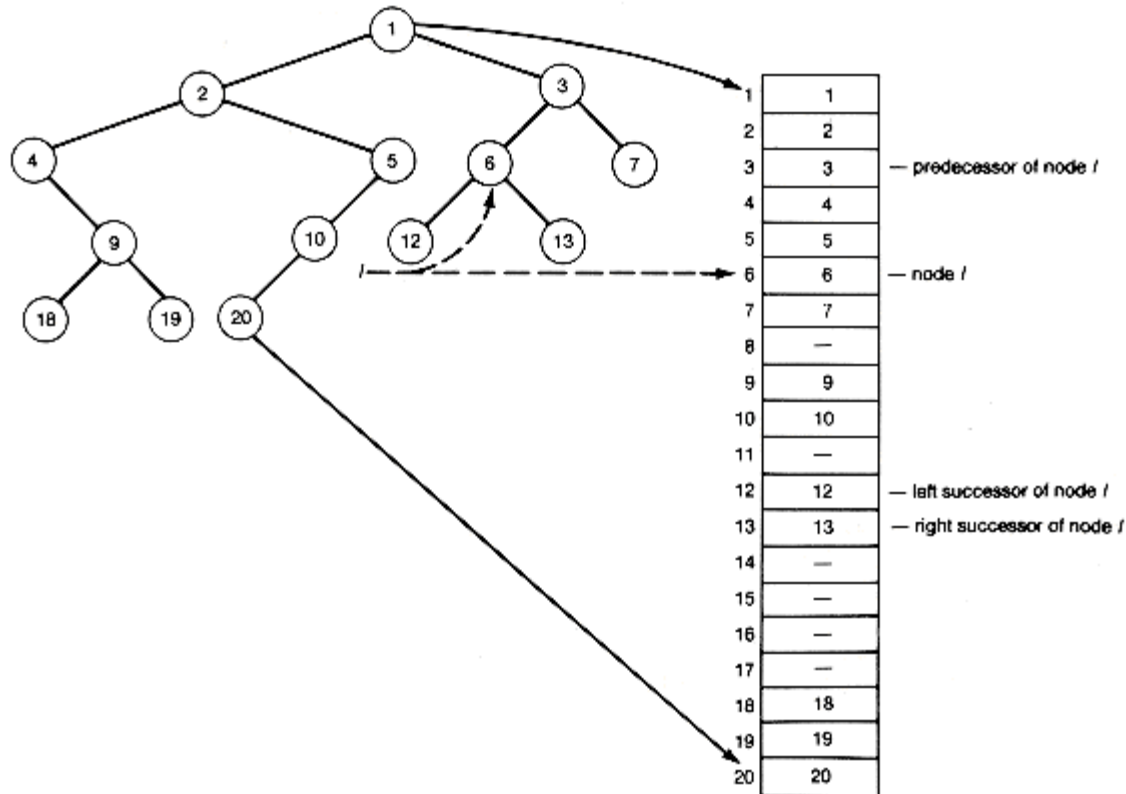 1
2 3
1 1
2 2
4 5 6 7
3 3 — predecessor of node I
4 4
9 10 12 13
5 5
I
6 6 — node I
18 19 20
7 7
8 —
9 9
10 10
11 —
12 12 — left successor of node I
13 13 — right successor of node I
14 —
15 —
16 —
17 —
18 18
19 19
20 20